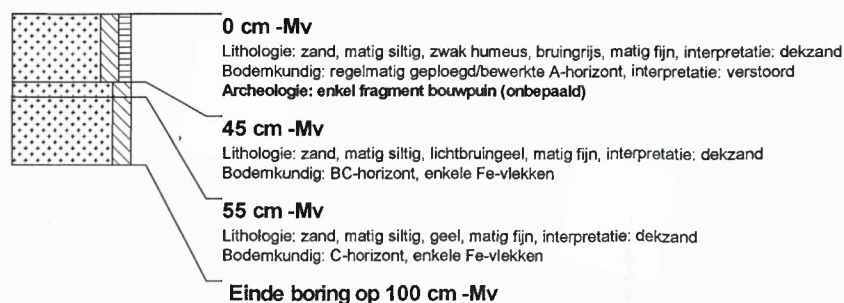 0 cm -Mv
Lithologie: zand, matig siltig, zwak humeus, bruingrijs, matig fijn, interpretatie: dekzand
Bodemkundig: regelmatig geploegd/bewerkte A-horizont, interpretatie: verstoord
Archeologie: enkel fragment bouwpuin (onbepaald)
45 cm -Mv
Lithologie: zand, matig siltig, lichtbruingeel, matig fijn, interpretatie: dekzand
Bodemkundig: BC-horizont, enkele Fe-vlekken
55 cm -Mv
Lithologie: zand, matig siltig, geel, matig fijn, interpretatie: dekzand
Bodemkundig: C-horizont, enkele Fe-vlekken
Einde boring op 100 cm -Mv